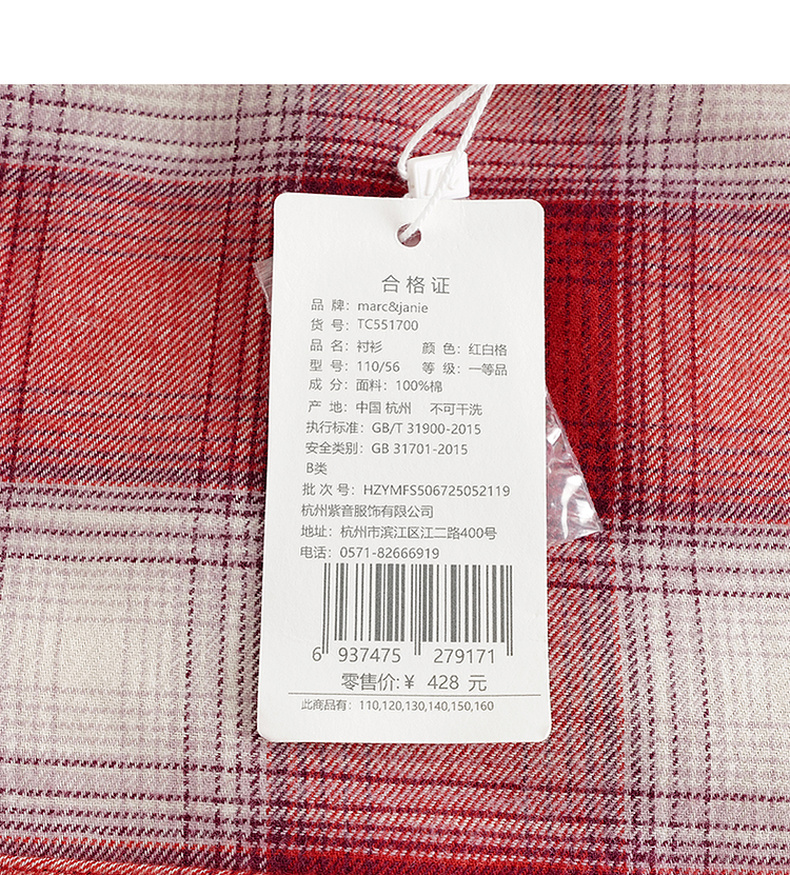 合格证
品 牌: marc&janie
货 号: TC551700
品 名: 衬衫 颜 色: 红白格
型 号: 110/56 等 级: 一等品
成 分: 面料: 100%棉
产 地: 中国 杭州 不可干洗
执行标准: GB/T 31900-2015
安全类别: GB 31701-2015
B类
批 次 号: HZYMFS506725052119
杭州紫音服饰有限公司
地址: 杭州市滨江区江二路400号
电话: 0571-82666919
6 937475 279171
零售价:¥ 428 元
此商品有: 110,120,130,140,150,160